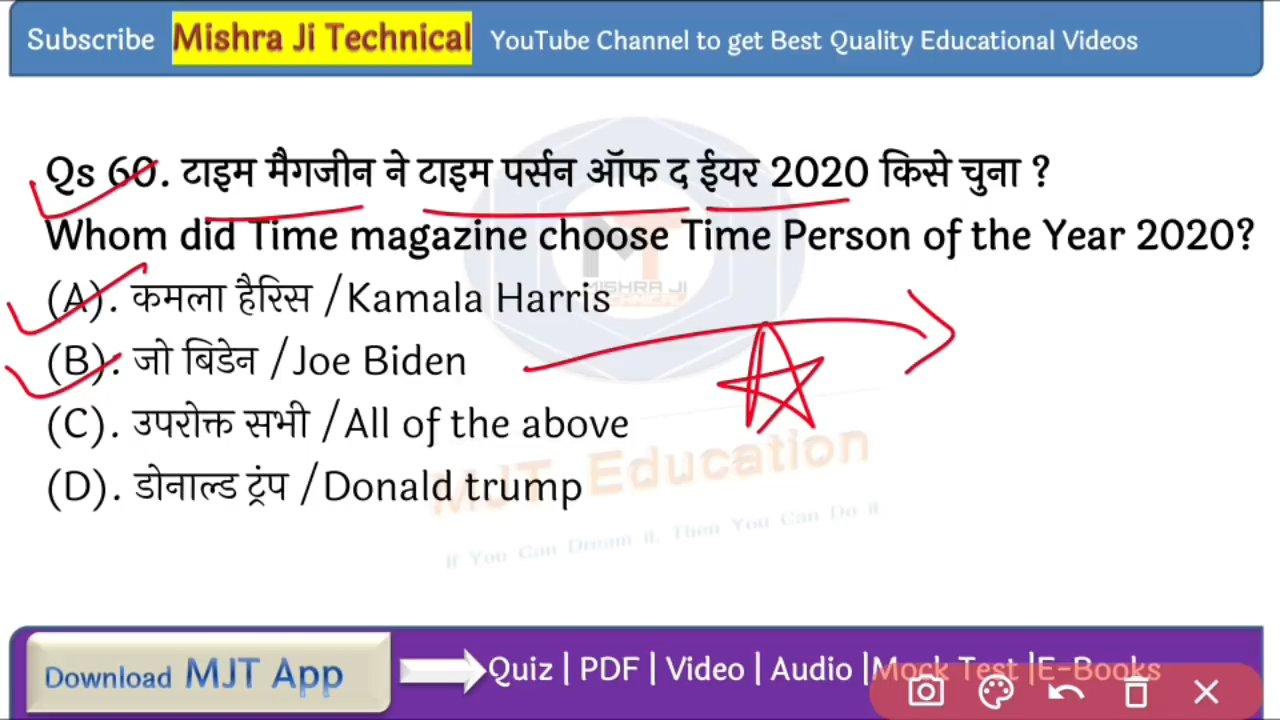 Subscribe Mishra Ji Technical YouTube Channel to get Best Quality Educational Videos
Qs 60. टाइम मैगजीन ने टाइम पर्सन ऑफ द ईयर 2020 किसे चुना ?
Whom did Time magazine choose Time Person of the Year 2020?
(A). कमला हैरिस /Kamala Harris
MISHRA JI
TECHNICAL
(B). जो बिडेन /Joe Biden
(C). उपरोक्त सभी /All of the above
MJT Education
(D). डोनाल्ड ट्रंप /Donald trump
If You Can Dream it, Then You Can Do it
Download MJT App Quiz | PDF | Video | Audio |Mock Test |E-Books